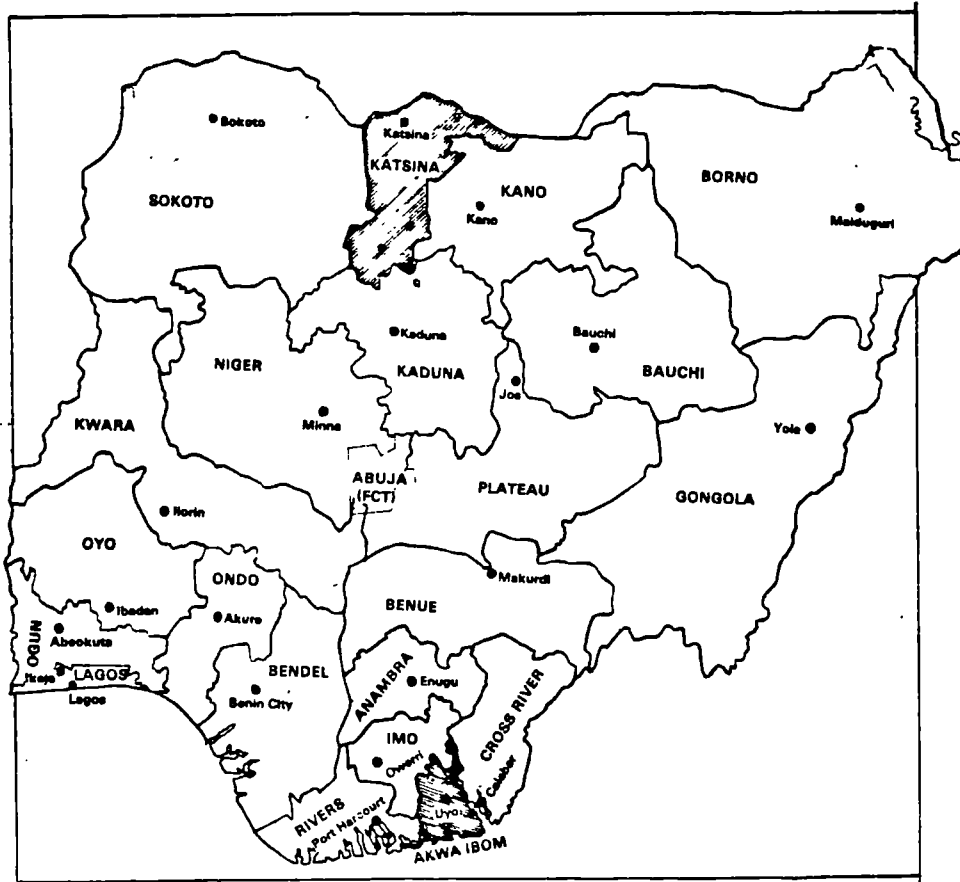 Sokoto
Katsina
KATSINA
BORNO
KANO
SOKOTO
Kano
Maiduguri
Kaduna
Bauchi
NIGER
KADUNA
BAUCHI
Jos
Minna
KWARA
Yola
ABUJA
(FCT)
PLATEAU
GONGOLA
Ilorin
OYO
ONDO
Makurdi
Ibadan
Akure
BENUE
OGUN
Abeokuta
BENDEL
ANAMBRA
Enugu
CROSS RIVER
Ikeja
LAGOS
Lagos
Benin City
IMO
Owerri
Calabar
RIVERS
Port Harcourt
Uyo
AKWA IBOM